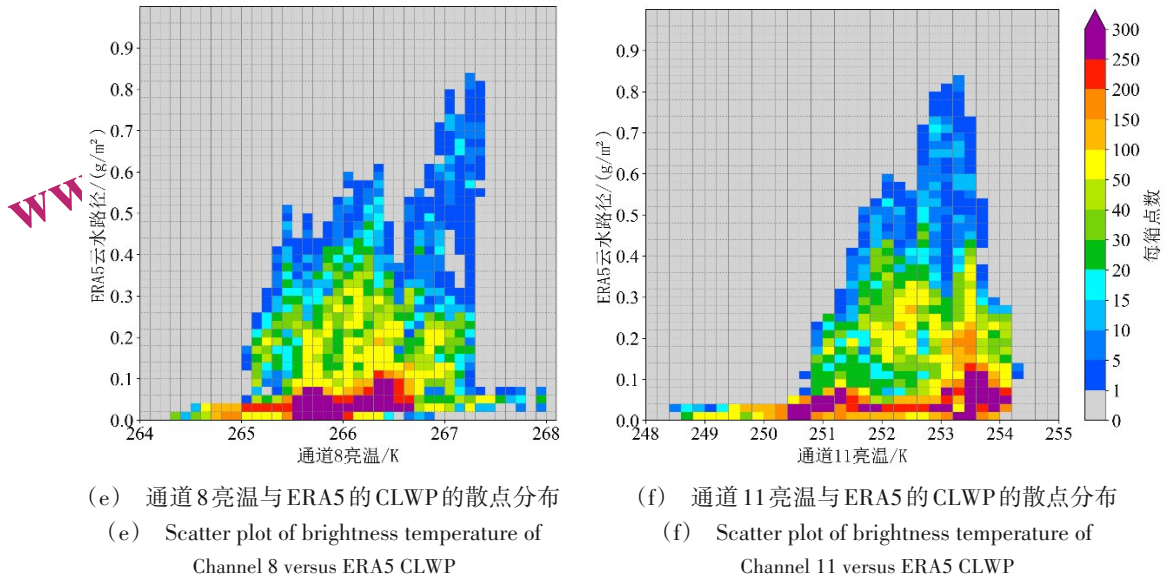 WW
ERA5云水路径/(g/m²)
0.9
0.8
0.7
0.6
0.5
0.4
0.3
0.2
0.1
0.0
264 265 266 267 268
通道8亮温/K
(e) 通道8亮温与ERA5的CLWP的散点分布
(e) Scatter plot of brightness temperature of
Channel 8 versus ERA5 CLWP
ERA5云水路径/(g/m²)
0.9
0.8
0.7
0.6
0.5
0.4
0.3
0.2
0.1
0.0
248 249 250 251 252 253 254 255
通道11亮温/K
(f) 通道11亮温与ERA5的CLWP的散点分布
(f) Scatter plot of brightness temperature of
Channel 11 versus ERA5 CLWP
300
250
200
150
100
50
40
30
20
15
10
5
1
0
每箱点数